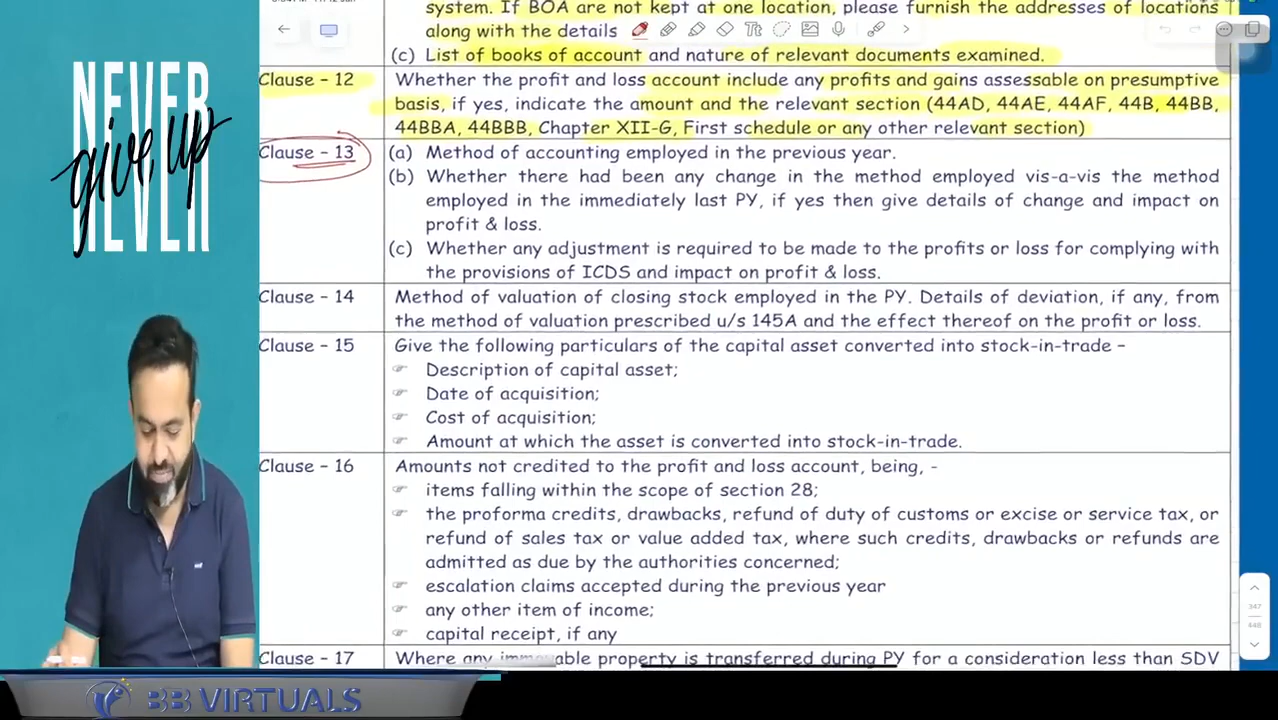 system. If BOA are not kept at one location, please furnish the addresses of locations
along with the details
(c) List of books of account and nature of relevant documents examined.
Clause – 12 Whether the profit and loss account include any profits and gains assessable on presumptive
basis, if yes, indicate the amount and the relevant section (44AD, 44AE, 44AF, 44B, 44BB,
44BBA, 44BBB, Chapter XII-G, First schedule or any other relevant section)
Clause – 13 (a) Method of accounting employed in the previous year.
(b) Whether there had been any change in the method employed vis-a-vis the method
employed in the immediately last PY, if yes then give details of change and impact on
profit & loss.
(c) Whether any adjustment is required to be made to the profits or loss for complying with
the provisions of ICDS and impact on profit & loss.
Clause – 14 Method of valuation of closing stock employed in the PY. Details of deviation, if any, from
the method of valuation prescribed u/s 145A and the effect thereof on the profit or loss.
Clause – 15 Give the following particulars of the capital asset converted into stock-in-trade –
Description of capital asset;
Date of acquisition;
Cost of acquisition;
Amount at which the asset is converted into stock-in-trade.
Clause – 16 Amounts not credited to the profit and loss account, being, -
items falling within the scope of section 28;
the proforma credits, drawbacks, refund of duty of customs or excise or service tax, or
refund of sales tax or value added tax, where such credits, drawbacks or refunds are
admitted as due by the authorities concerned;
escalation claims accepted during the previous year
any other item of income;
capital receipt, if any
Clause – 17 Where any immovable property is transferred during PY for a consideration less than SDV
NEVER
give up
NEVER
Tt
347
448
BB VIRTUALS